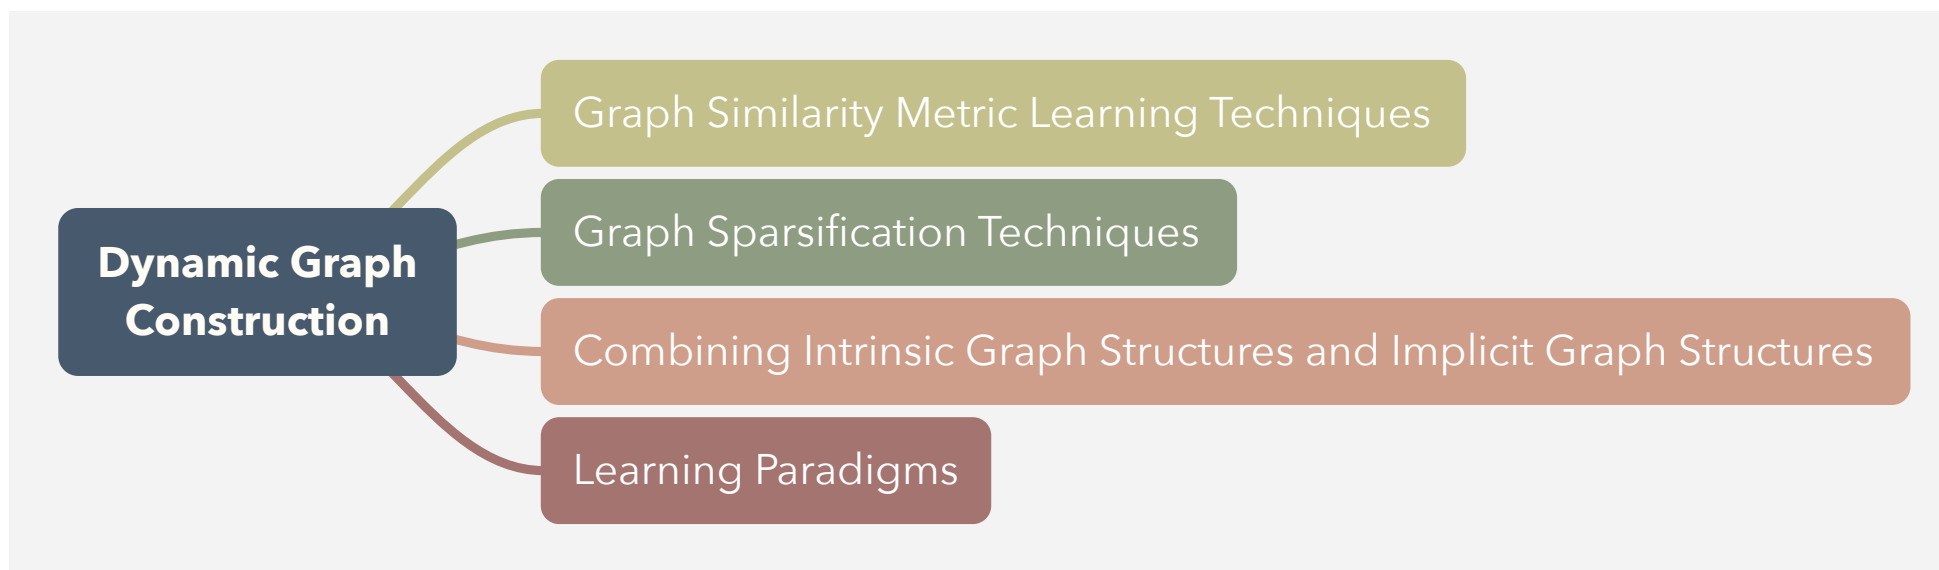 Dynamic Graph
Construction
Graph Similarity Metric Learning Techniques
Graph Sparsification Techniques
Combining Intrinsic Graph Structures and Implicit Graph Structures
Learning Paradigms